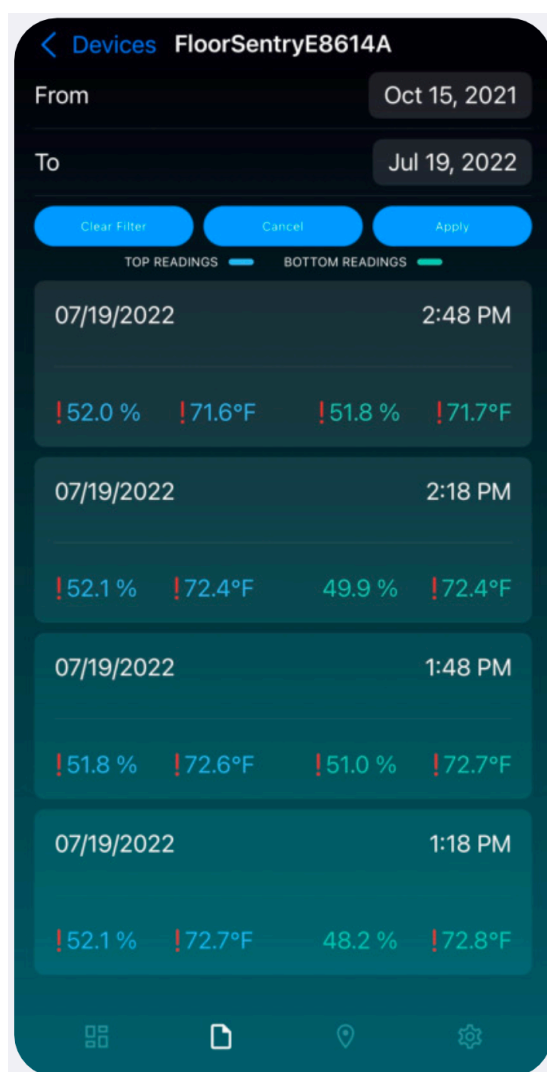 Devices FloorSentryE8614A
From Oct 15, 2021
To Jul 19, 2022
Clear Filter Cancel Apply
TOP READINGS BOTTOM READINGS
07/19/2022 2:48 PM
❗52.0 % ❗71.6°F ❗51.8 % ❗71.7°F
07/19/2022 2:18 PM
❗52.1 % ❗72.4°F 49.9 % ❗72.4°F
07/19/2022 1:48 PM
❗51.8 % ❗72.6°F ❗51.0 % ❗72.7°F
07/19/2022 1:18 PM
❗52.1 % ❗72.7°F 48.2 % ❗72.8°F